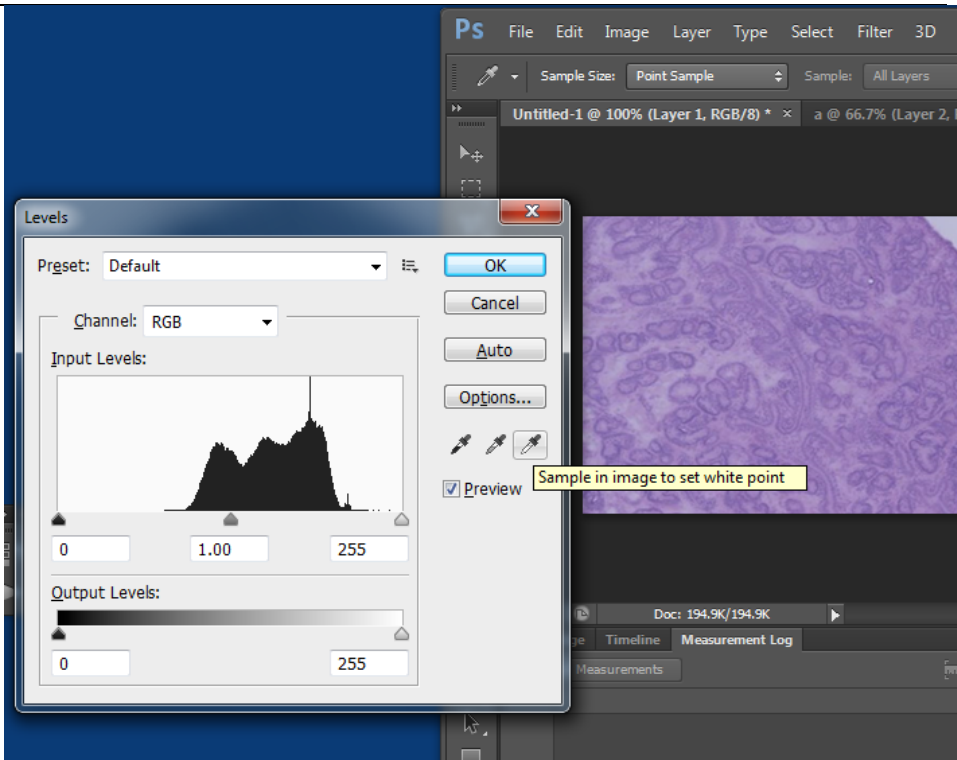 Ps File Edit Image Layer Type Select Filter 3D
Sample Size: Point Sample Sample: All Layers
Untitled-1 @ 100% (Layer 1, RGB/8) * × a @ 66.7% (Layer 2,
Levels
Preset: Default
OK
Cancel
Channel: RGB
Auto
Input Levels:
Options...
Sample in image to set white point
Preview
0 1.00 255
Output Levels:
0 255
Doc: 194.9K/194.9K
Timeline Measurement Log
Measurements